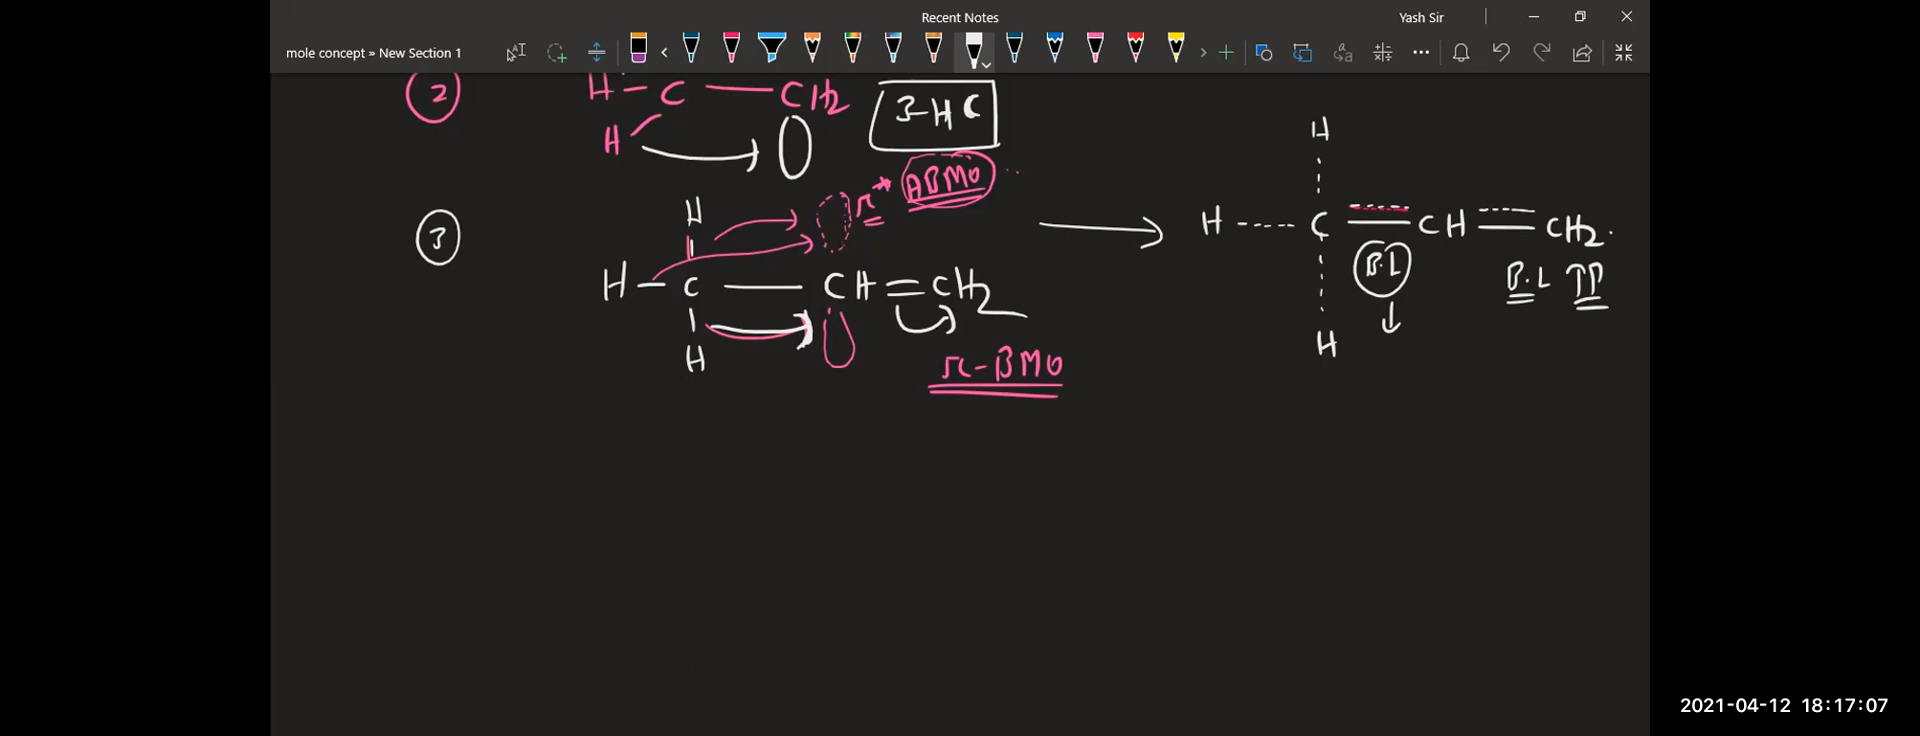 Recent Notes
Yash Sir
mole concept » New Section 1
2
H - C — CH2
H
3-HC
π* ABMO
3
H
H - C — CH = CH2
H
π-BMO
H
H ---- C = CH = CH2.
B.L
B.L ↑↑
↓
H
2021-04-12 18:17:07